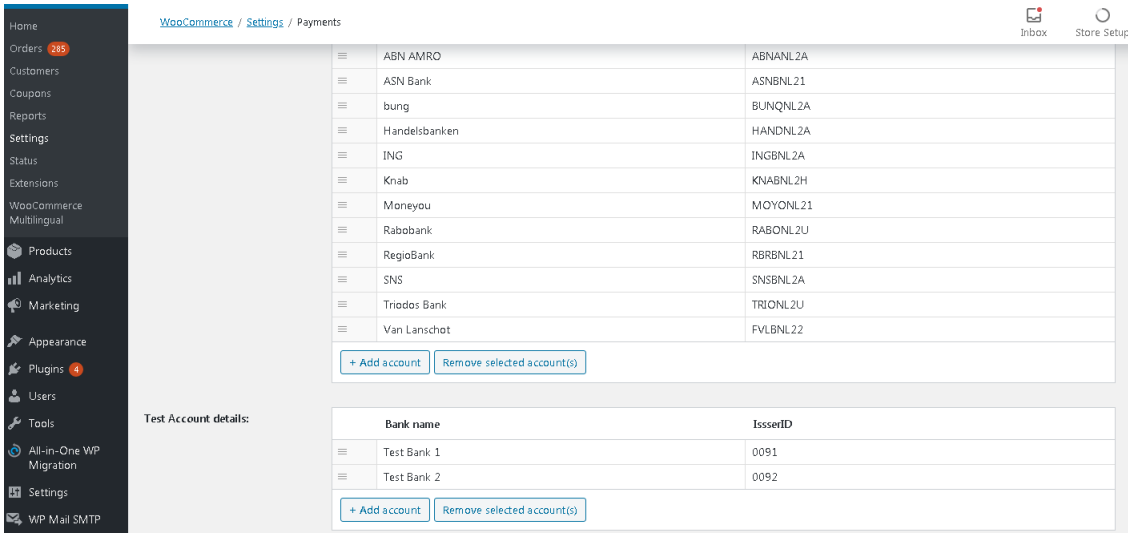 Home
Orders 285
Customers
Coupons
Reports
Settings
Status
Extensions
WooCommerce
Multilingual
Products
Analytics
Marketing
Appearance
Plugins 4
Users
Tools
All-in-One WP
Migration
Settings
WP Mail SMTP
WooCommerce / Settings / Payments
Inbox
Store Setup
ABN AMRO ABNANL2A
ASN Bank ASNBNL21
bunq BUNQNL2A
Handelsbanken HANDNL2A
ING INGBNL2A
Knab KNABNL2H
Moneyou MOYONL21
Rabobank RABONL2U
RegioBank RBRBNL21
SNS SNSBNL2A
Triodos Bank TRIONL2U
Van Lanschot FVLBNL22
+ Add account Remove selected account(s)
Test Account details:
Bank name IssserID
Test Bank 1 0091
Test Bank 2 0092
+ Add account Remove selected account(s)